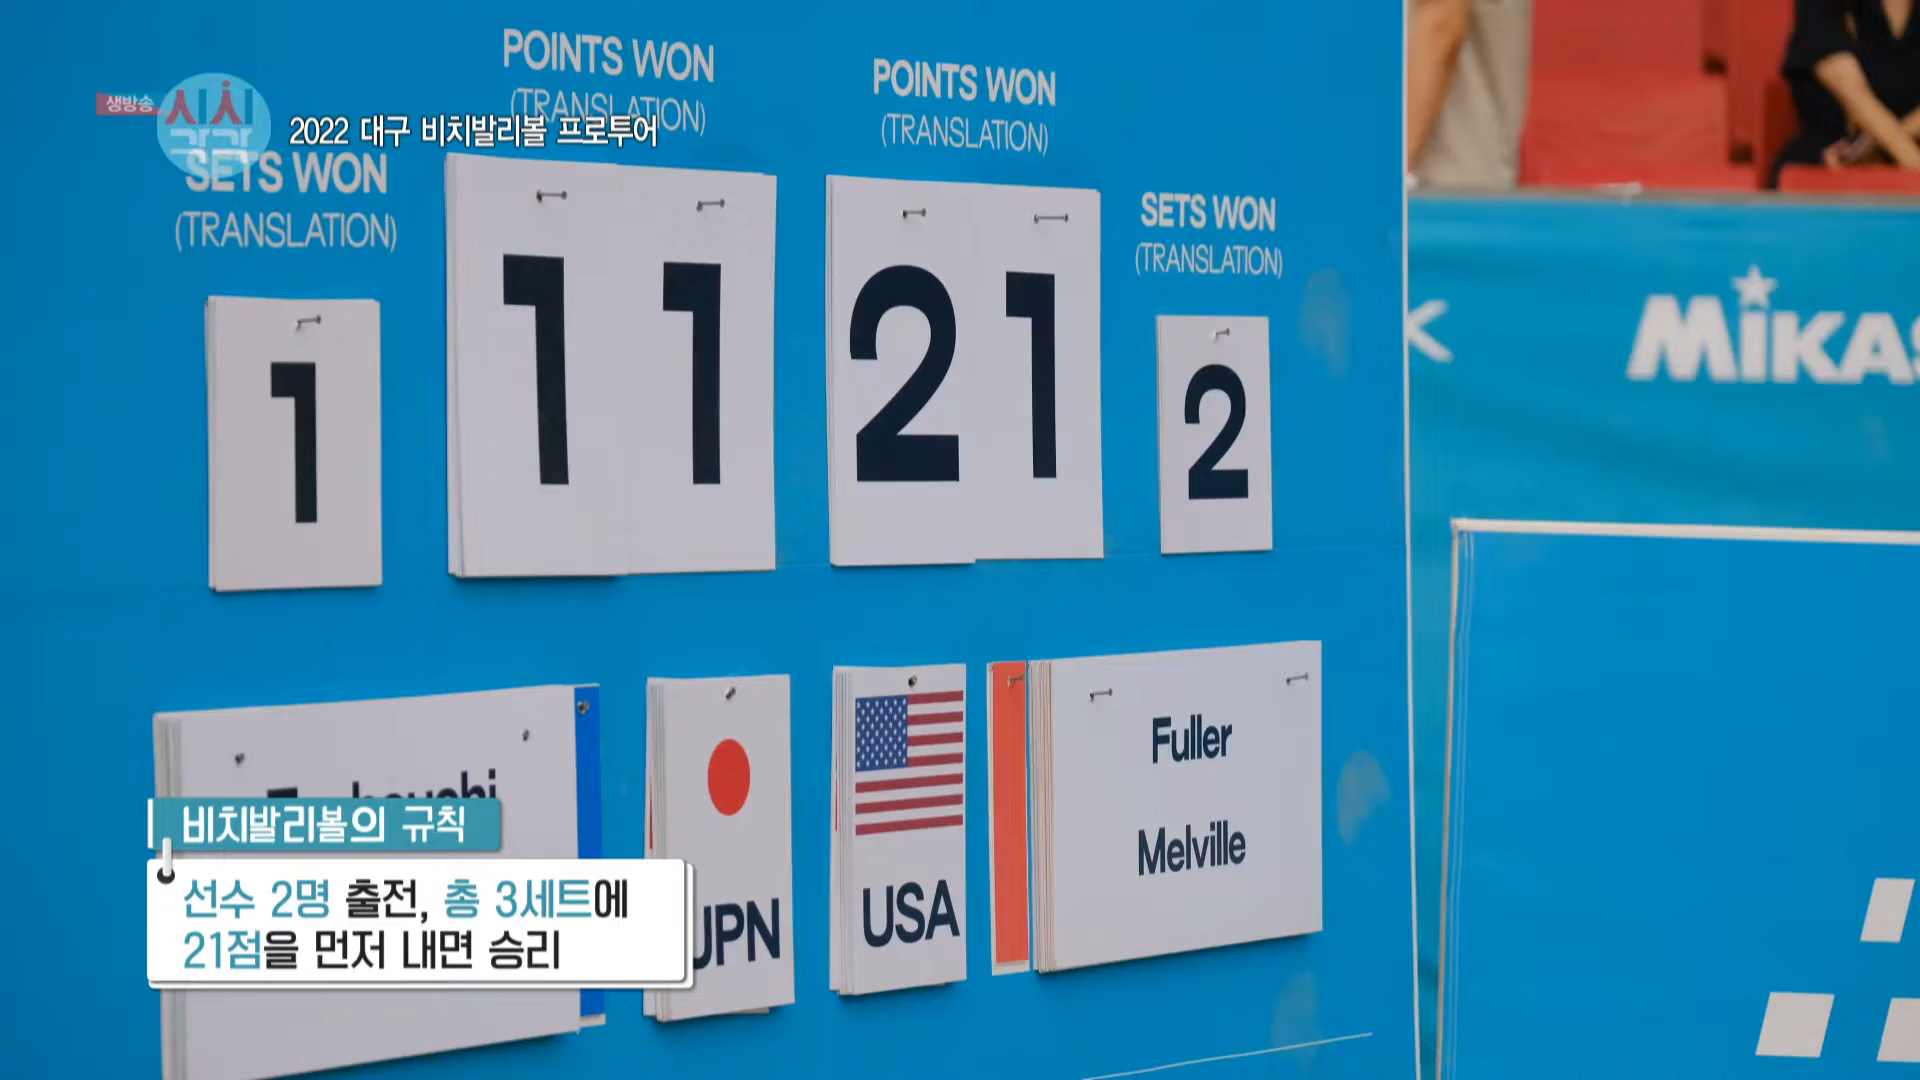 생방송
시시각각
2022 대구 비치발리볼 프로투어
POINTS WON
(TRANSLATION)
POINTS WON
(TRANSLATION)
SETS WON
(TRANSLATION)
SETS WON
(TRANSLATION)
1
11
21
2
JPN
USA
Fuller
Melville
비치발리볼의 규칙
선수 2명 출전, 총 3세트에
21점을 먼저 내면 승리